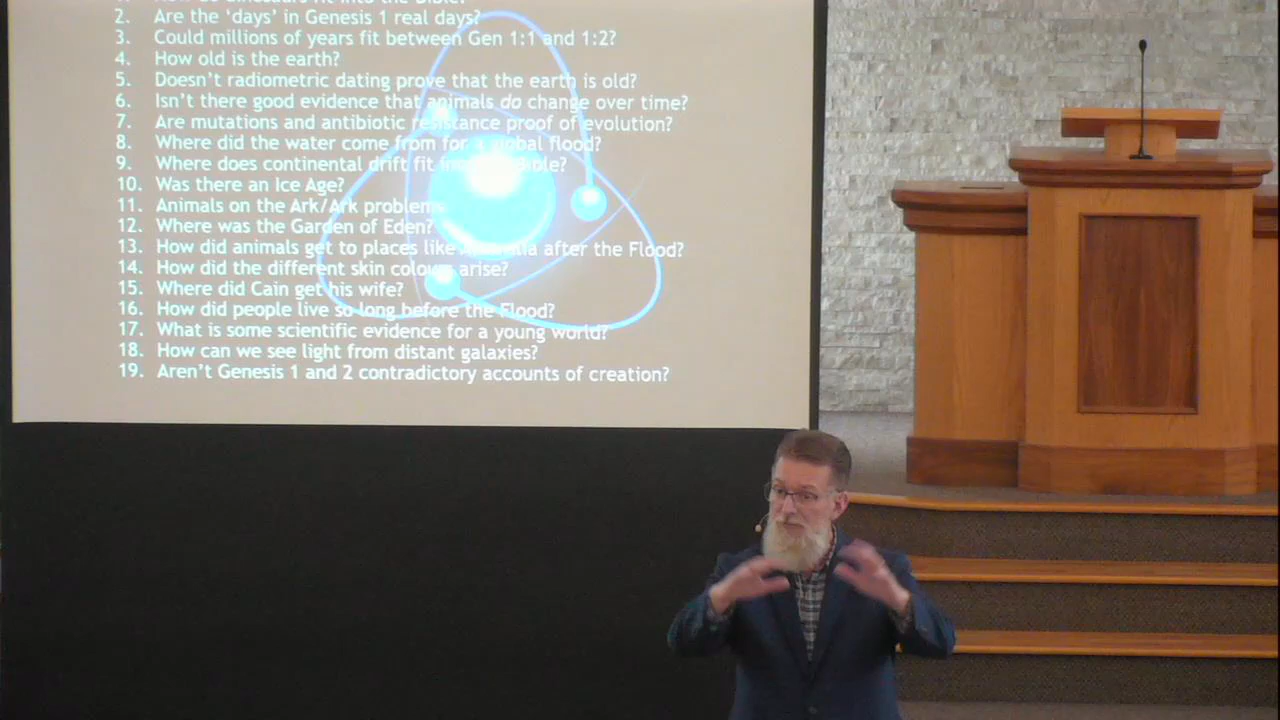 2. Are the ‘days’ in Genesis 1 real days?
3. Could millions of years fit between Gen 1:1 and 1:2?
4. How old is the earth?
5. Doesn’t radiometric dating prove that the earth is old?
6. Isn’t there good evidence that animals do change over time?
7. Are mutations and antibiotic resistance proof of evolution?
8. Where did the water come from for a global flood?
9. Where does continental drift fit
10. Was there an Ice Age?
11. Animals on the Ark/Ark problems
12. Where was the Garden of Eden?
13. How did animals get to places like after the Flood?
14. How did the different skin colours arise?
15. Where did Cain get his wife?
16. How did people live so long before the Flood?
17. What is some scientific evidence for a young world?
18. How can we see light from distant galaxies?
19. Aren’t Genesis 1 and 2 contradictory accounts of creation?